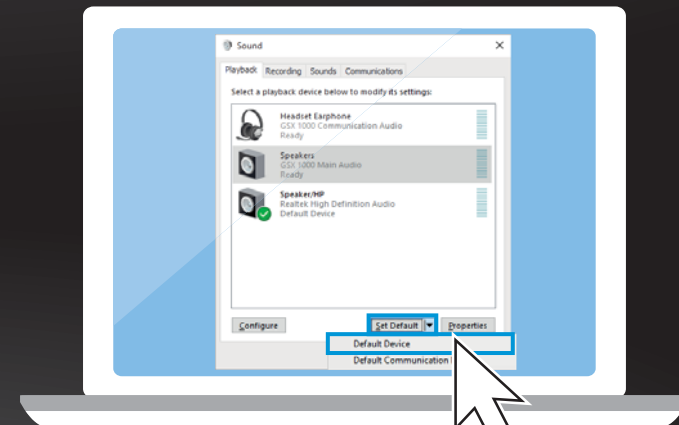 Sound
Playback Recording Sounds Communications
Select a playback device below to modify its settings:
Headset Earphone
GSX 1000 Communication Audio
Ready
Speakers
GSX 1000 Main Audio
Ready
Speaker/HP
Realtek High Definition Audio
Default Device
Configure Set Default Properties
Default Device
Default Communication